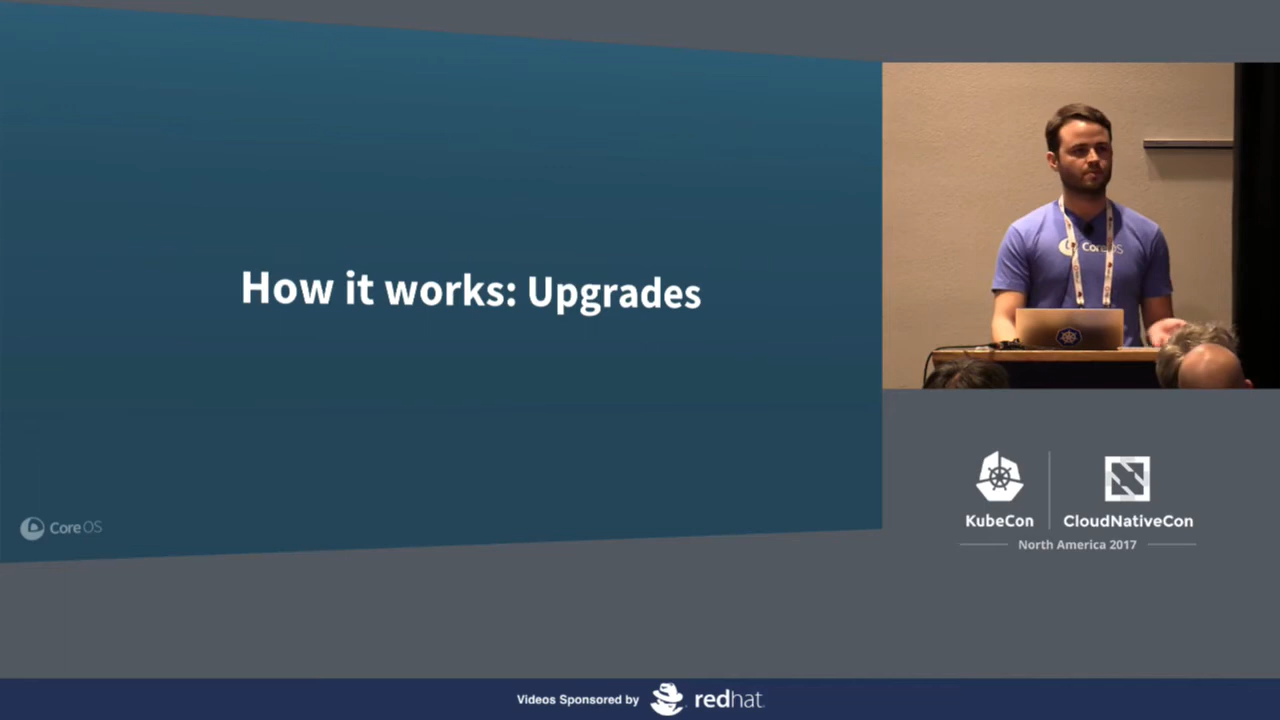 How it works: Upgrades
CoreOS
CoreOS
KubeCon
CloudNativeCon
North America 2017
Videos Sponsored by redhat.